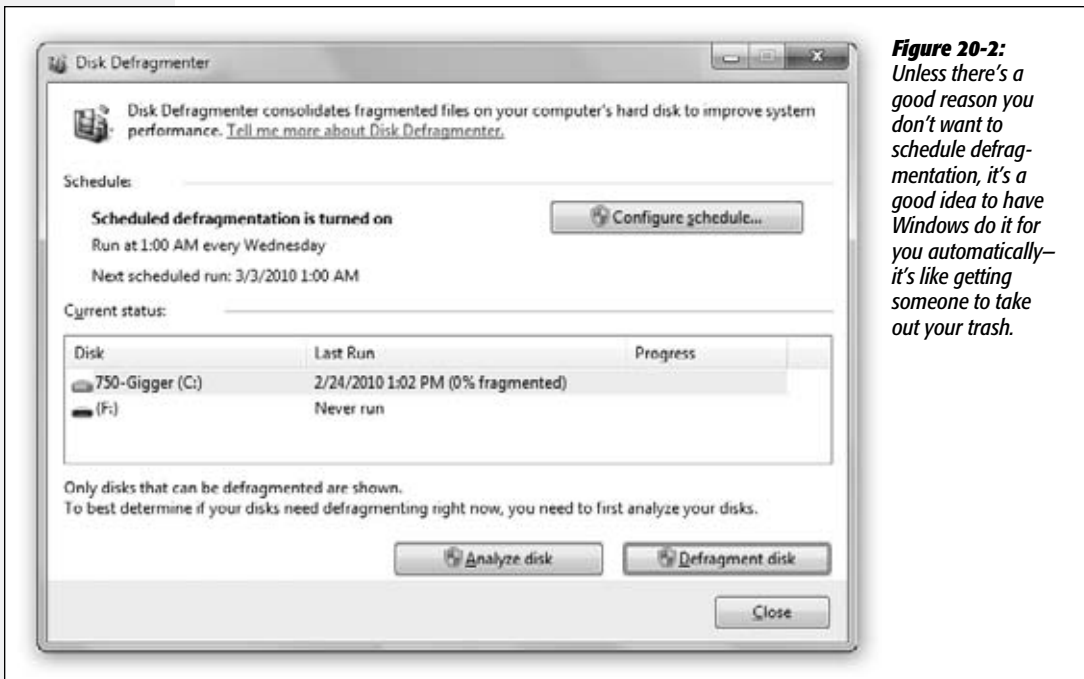 Disk Defragmenter
Disk Defragmenter consolidates fragmented files on your computer's hard disk to improve system
performance. Tell me more about Disk Defragmenter.
Schedule:
Scheduled defragmentation is turned on
Configure schedule...
Run at 1:00 AM every Wednesday
Next scheduled run: 3/3/2010 1:00 AM
Current status:
Disk Last Run Progress
750-Gigger (C:) 2/24/2010 1:02 PM (0% fragmented)
(F:) Never run
Only disks that can be defragmented are shown.
To best determine if your disks need defragmenting right now, you need to first analyze your disks.
Analyze disk Defragment disk
Close
Figure 20-2:
Unless there's a
good reason you
don't want to
schedule defrag-
mentation, it's a
good idea to have
Windows do it for
you automatically—
it's like getting
someone to take
out your trash.